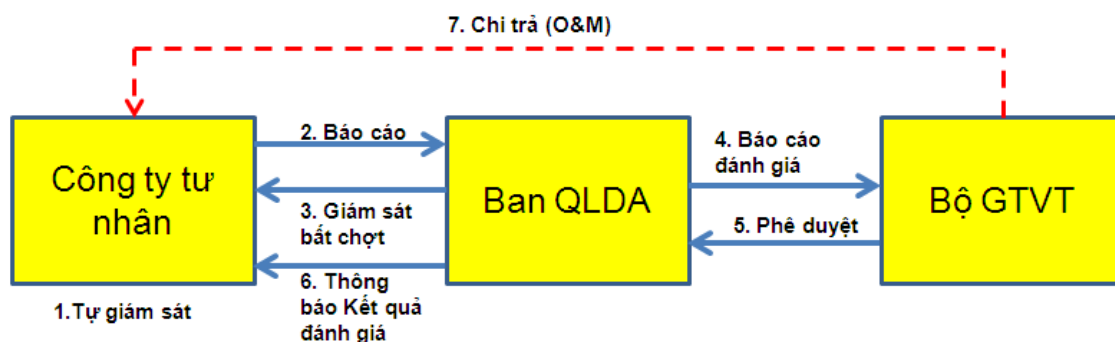 7. Chi trả (O&M)
Công ty tư
nhân
2. Báo cáo
3. Giám sát
bất chợt
6. Thông
báo Kết quả
đánh giá
Ban QLDA
4. Báo cáo
đánh giá
5. Phê duyệt
Bộ GTVT
1.Tự giám sát